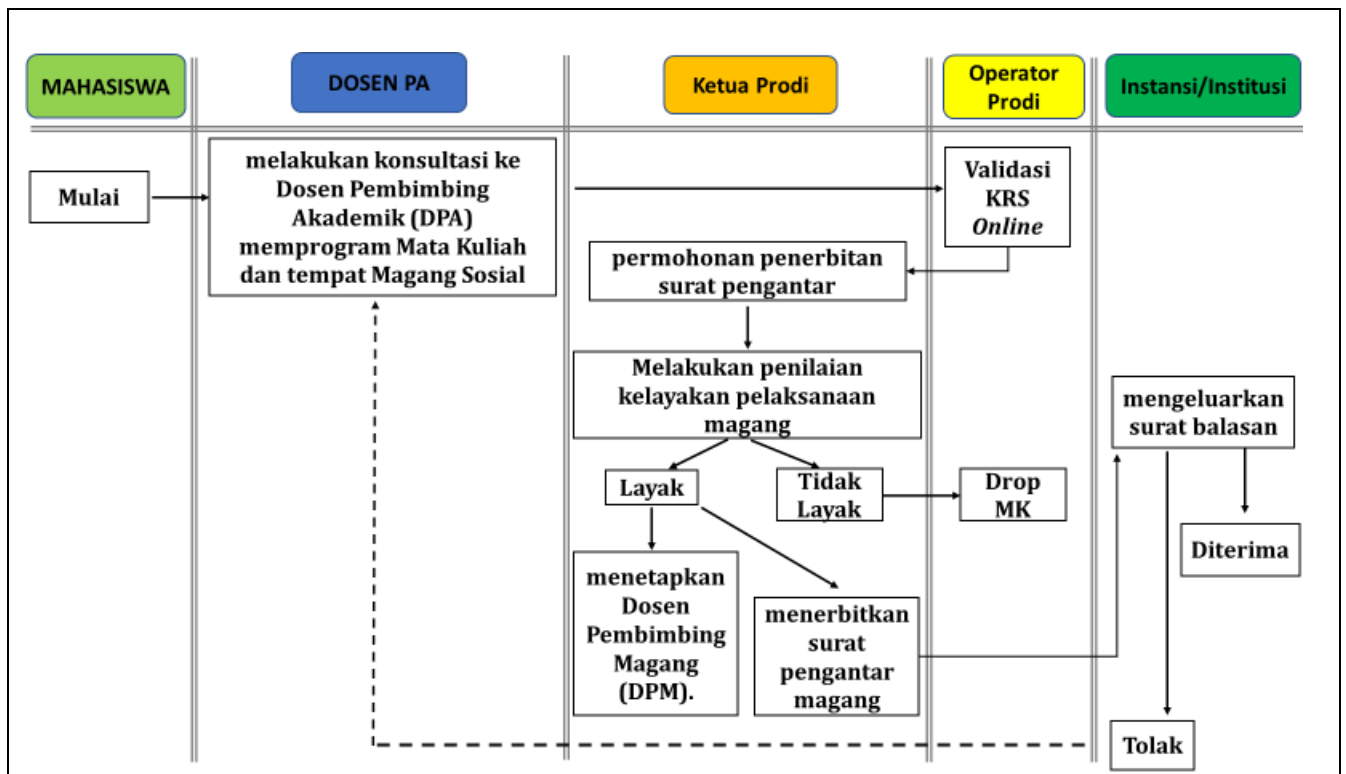 MAHASISWA
DOSEN PA
Ketua Prodi
Operator
Prodi
Instansi/Institusi
Mulai
melakukan konsultasi ke
Dosen Pembimbing
Akademik (DPA)
memprogram Mata Kuliah
dan tempat Magang Sosial
Validasi
KRS
Online
permohonan penerbitan
surat pengantar
Melakukan penilaian
kelayakan pelaksanaan
magang
Layak
Tidak
Layak
Drop
MK
menetapkan
Dosen
Pembimbing
Magang
(DPM).
menerbitkan
surat
pengantar
magang
mengeluarkan
surat balasan
Diterima
Tolak